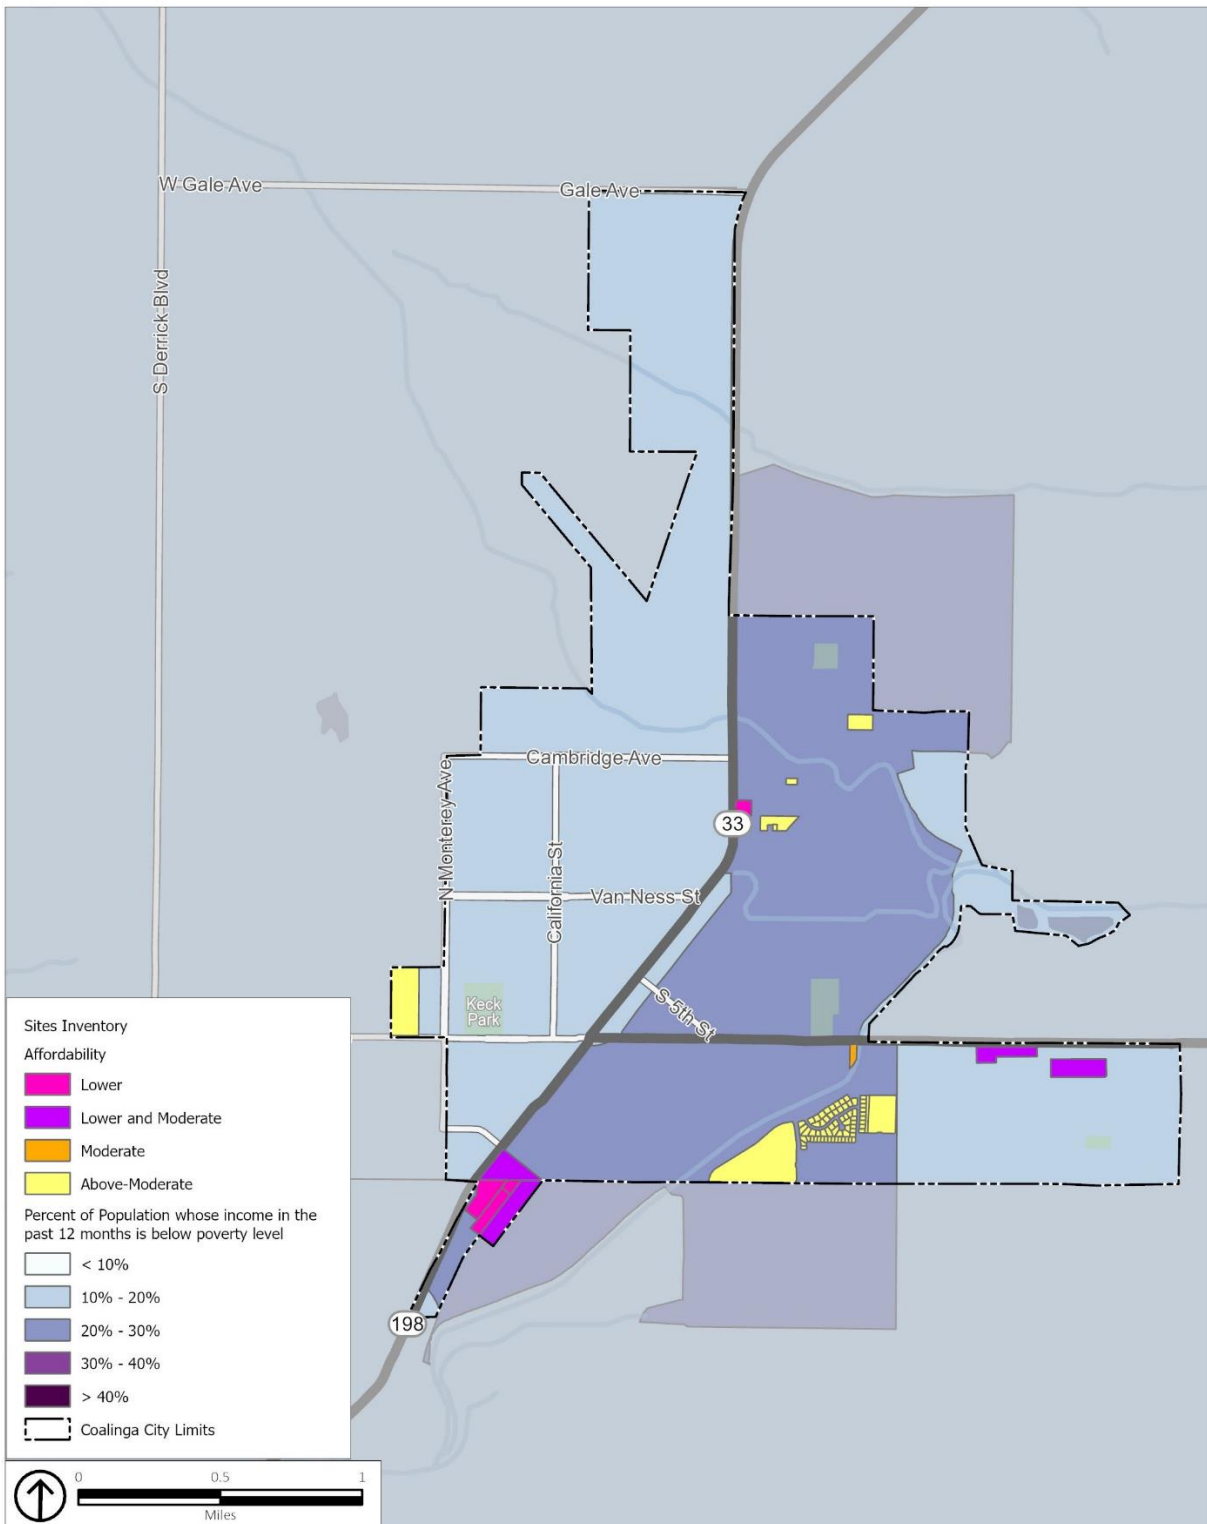 W Gale Ave
Gale Ave
S Derrick Blvd
Cambridge Ave
N Monterey Ave
California St
33
Van Ness St
Keck
Park
S 5th St
198
Sites Inventory
Affordability
Lower
Lower and Moderate
Moderate
Above-Moderate
Percent of Population whose income in the
past 12 months is below poverty level
< 10%
10% - 20%
20% - 30%
30% - 40%
> 40%
Coalinga City Limits
0 0.5 1
Miles